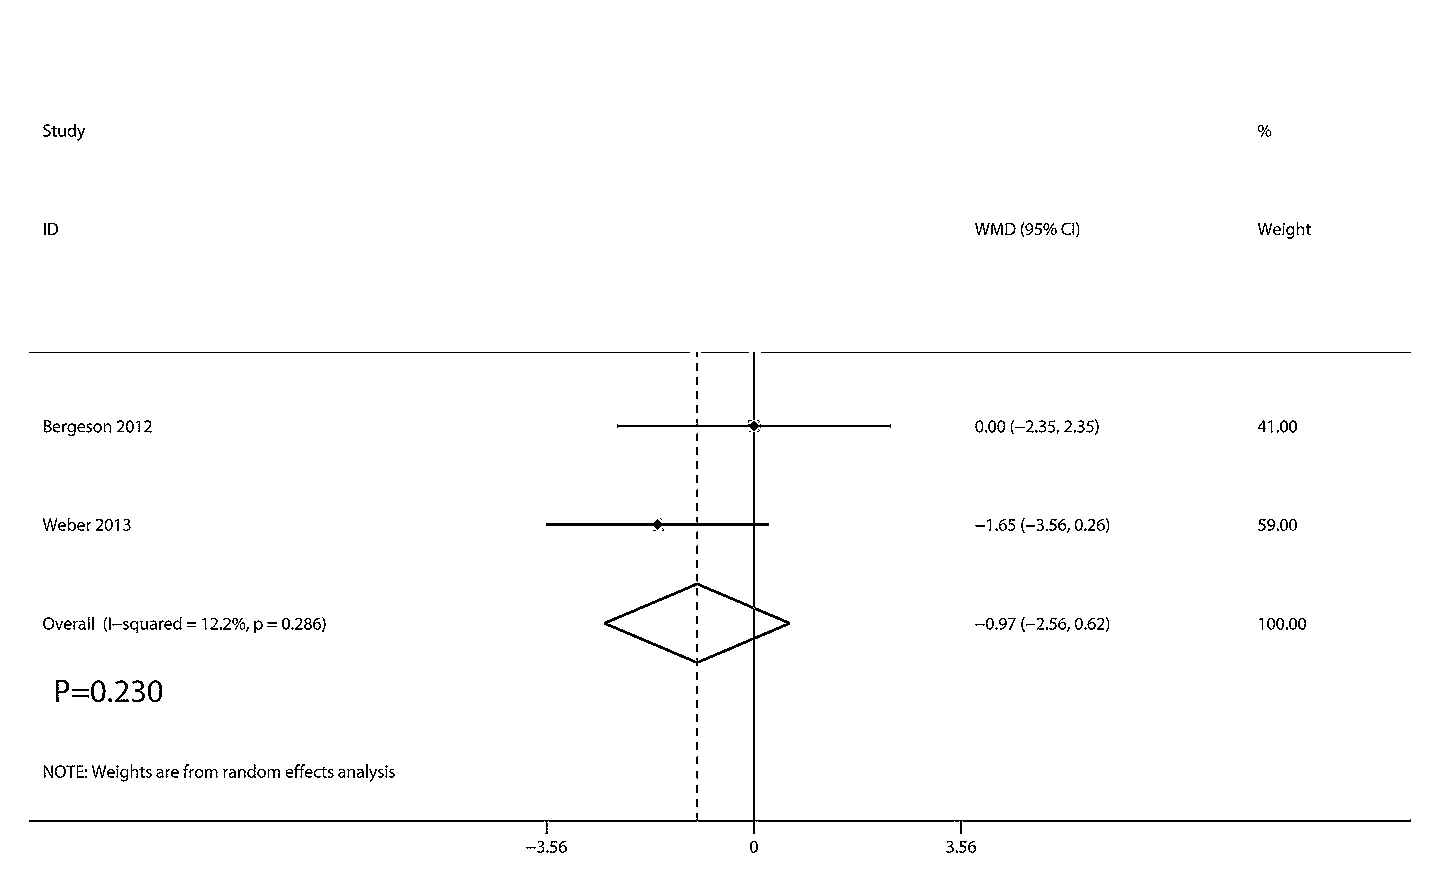 Study %
ID WMD (95% CI) Weight
Bergeson 2012 0.00 (−2.35, 2.35) 41.00
Weber 2013 −1.65 (−3.56, 0.26) 59.00
Overall (I−squared = 12.2%, p = 0.286) −0.97 (−2.56, 0.62) 100.00
P=0.230
NOTE: Weights are from random effects analysis
−3.56 0 3.56